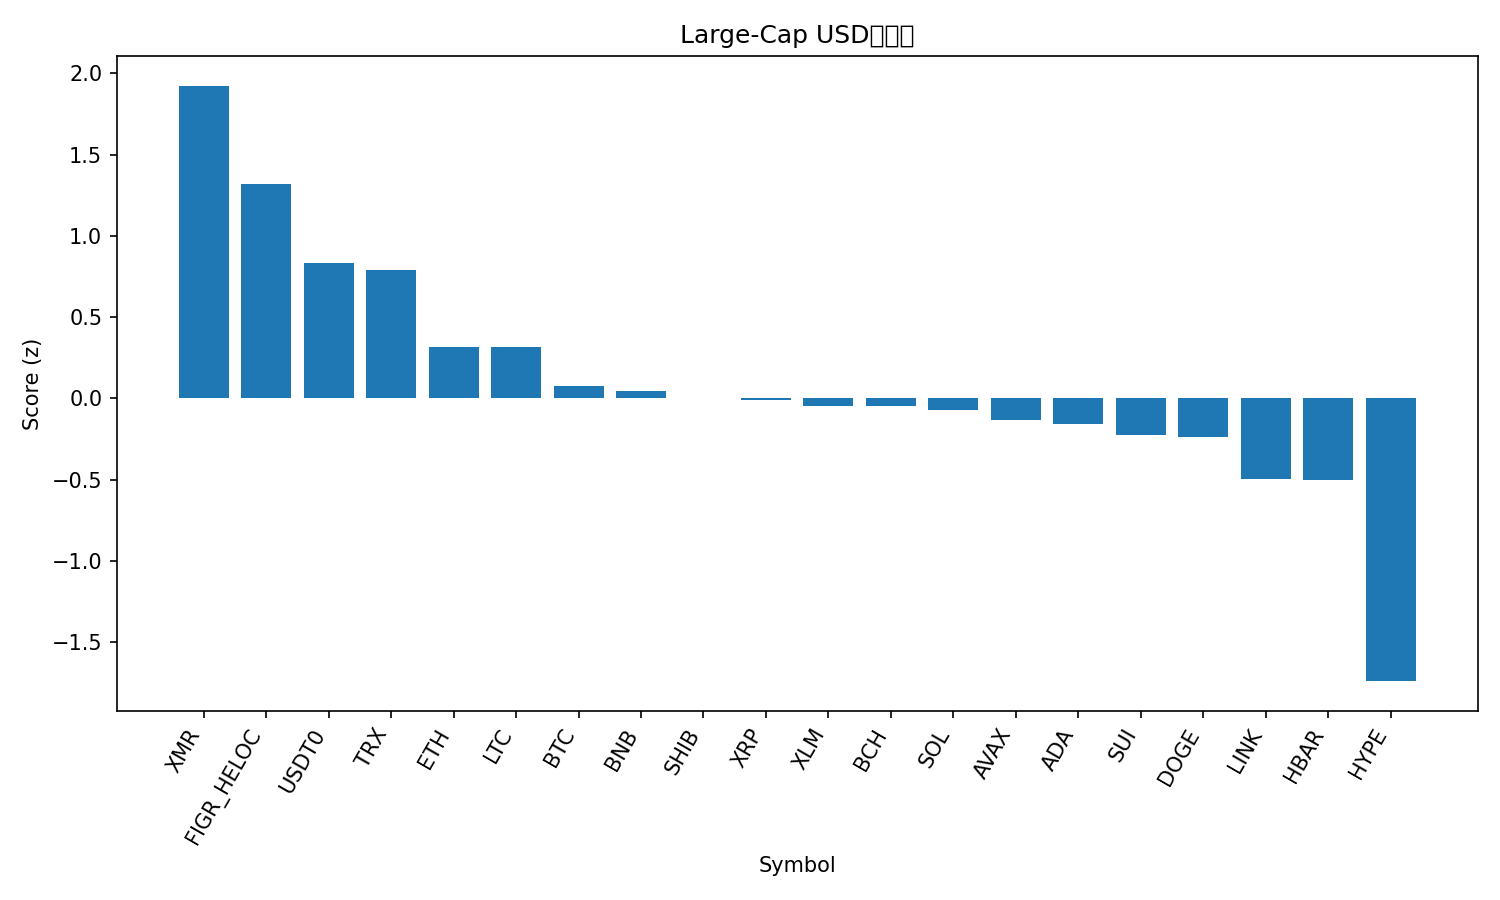 Large-Cap USD
2.0
1.5
1.0
0.5
0.0
−0.5
−1.0
−1.5
Score (z)
XMR
FIGR_HELOC
USDT0
TRX
ETH
LTC
BTC
BNB
SHIB
XRP
XLM
BCH
SOL
AVAX
ADA
SUI
DOGE
LINK
HBAR
HYPE
Symbol